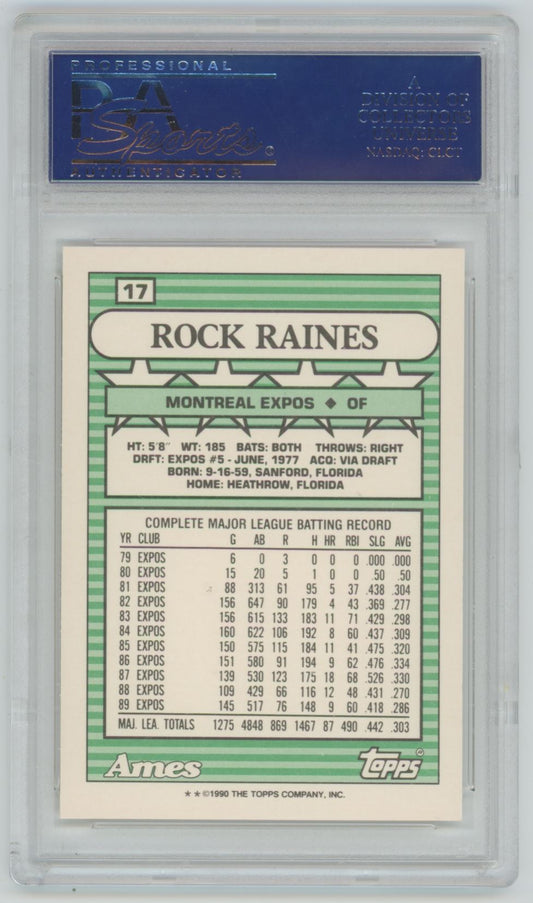 PROFESSIONAL
PSA
Sports
AUTHENTICATOR
A
DIVISION OF
COLLECTORS
UNIVERSE
NASDAQ: CLCT
17
ROCK RAINES
MONTREAL EXPOS ◆ OF
HT: 5'8" WT: 185 BATS: BOTH THROWS: RIGHT
DRFT: EXPOS #5 - JUNE, 1977 ACQ: VIA DRAFT
BORN: 9-16-59, SANFORD, FLORIDA
HOME: HEATHROW, FLORIDA
COMPLETE MAJOR LEAGUE BATTING RECORD
YR CLUB G AB R H HR RBI SLG AVG
79 EXPOS 6 0 3 0 0 0 .000 .000
80 EXPOS 15 20 5 1 0 0 .50 .50
81 EXPOS 88 313 61 95 5 37 .438 .304
82 EXPOS 156 647 90 179 4 43 .369 .277
83 EXPOS 156 615 133 183 11 71 .429 .298
84 EXPOS 160 622 106 192 8 60 .437 .309
85 EXPOS 150 575 115 184 11 41 .475 .320
86 EXPOS 151 580 91 194 9 62 .476 .334
87 EXPOS 139 530 123 175 18 68 .526 .330
88 EXPOS 109 429 66 116 12 48 .431 .270
89 EXPOS 145 517 76 148 9 60 .418 .286
MAJ. LEA. TOTALS 1275 4848 869 1467 87 490 .442 .303
Ames topps®
★★©1990 THE TOPPS COMPANY, INC.